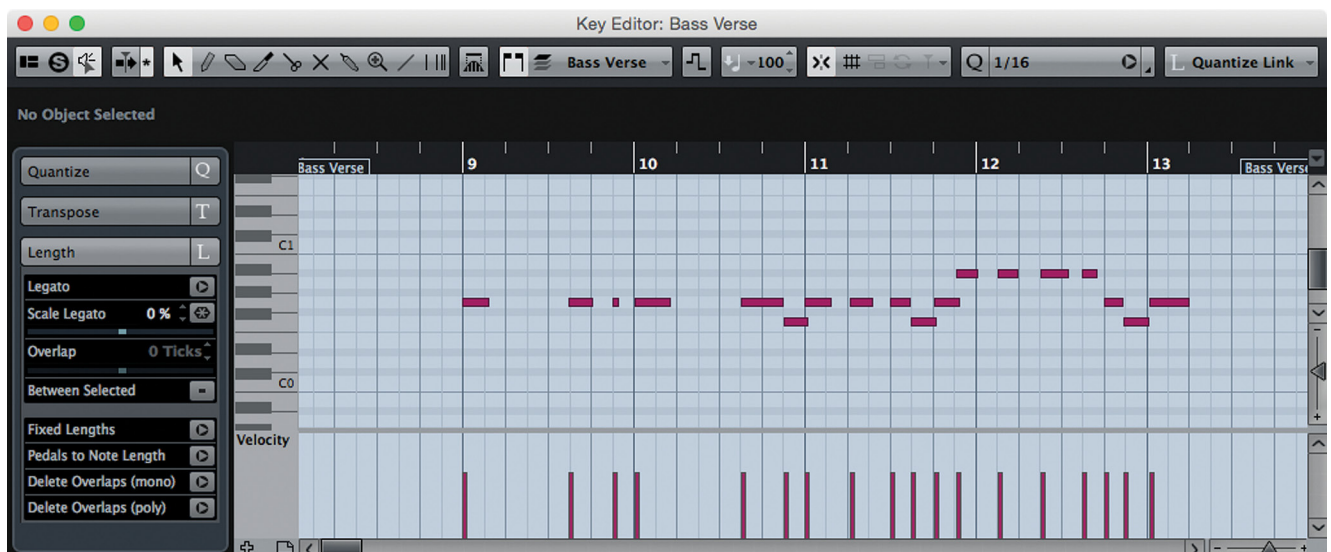 Key Editor: Bass Verse
S * Bass Verse 100 Q 1/16 L Quantize Link
No Object Selected
Quantize Q
Transpose T
Length L
Legato
Scale Legato 0 %
Overlap 0 Ticks
Between Selected
Fixed Lengths
Pedals to Note Length
Delete Overlaps (mono)
Delete Overlaps (poly)
Bass Verse 9 10 11 12 13 Bass Verse
C1
C0
Velocity